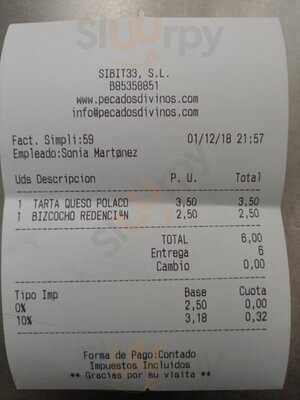 Sluurpy
SIBIT33, S.L.
B85358851
www.pecadosdivinos.com
info@pecadosdivinos.com
Fact. Simpli:59 01/12/18 21:57
Empleado:Sonia Martønez
Uds Descripcion P. U. Total
1 TARTA QUESO POLACO 3,50 3,50
1 BIZCOCHO REDENCIªN 2,50 2,50
TOTAL 6,00
Entrega 6
Cambio 0,00
Tipo Imp Base Cuota
0% 2,50 0,00
10% 3,18 0,32
Forma de Pago:Contado
Impuestos Incluidos
** Gracias por su visita **